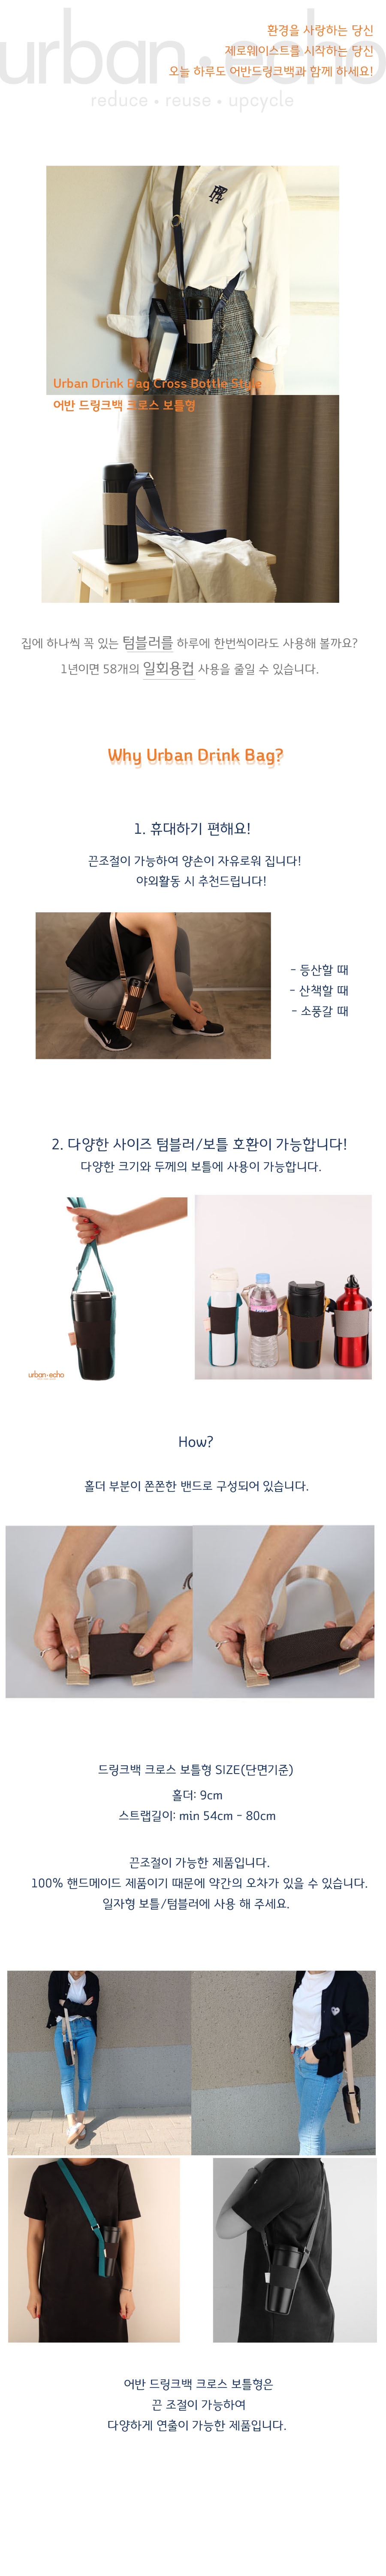 urban·echo
환경을 사랑하는 당신
제로웨이스트를 시작하는 당신
오늘 하루도 어반드링크백과 함께 하세요!
reduce • reuse • upcycle
Urban Drink Bag Cross Bottle Style
어반 드링크백 크로스 보틀형
집에 하나씩 꼭 있는 텀블러를 하루에 한번씩이라도 사용해 볼까요?
1년이면 58개의 일회용컵 사용을 줄일 수 있습니다.
Why Urban Drink Bag?
1. 휴대하기 편해요!
끈조절이 가능하여 양손이 자유로워 집니다!
야외활동 시 추천드립니다!
- 등산할 때
- 산책할 때
- 소풍갈 때
2. 다양한 사이즈 텀블러/보틀 호환이 가능합니다!
다양한 크기와 두께의 보틀에 사용이 가능합니다.
urban·echo
How?
홀더 부분이 쫀쫀한 밴드로 구성되어 있습니다.
드링크백 크로스 보틀형 SIZE(단면기준)
홀더: 9cm
스트랩길이: min 54cm - 80cm
끈조절이 가능한 제품입니다.
100% 핸드메이드 제품이기 때문에 약간의 오차가 있을 수 있습니다.
일자형 보틀/텀블러에 사용 해 주세요.
어반 드링크백 크로스 보틀형은
끈 조절이 가능하여
다양하게 연출이 가능한 제품입니다.